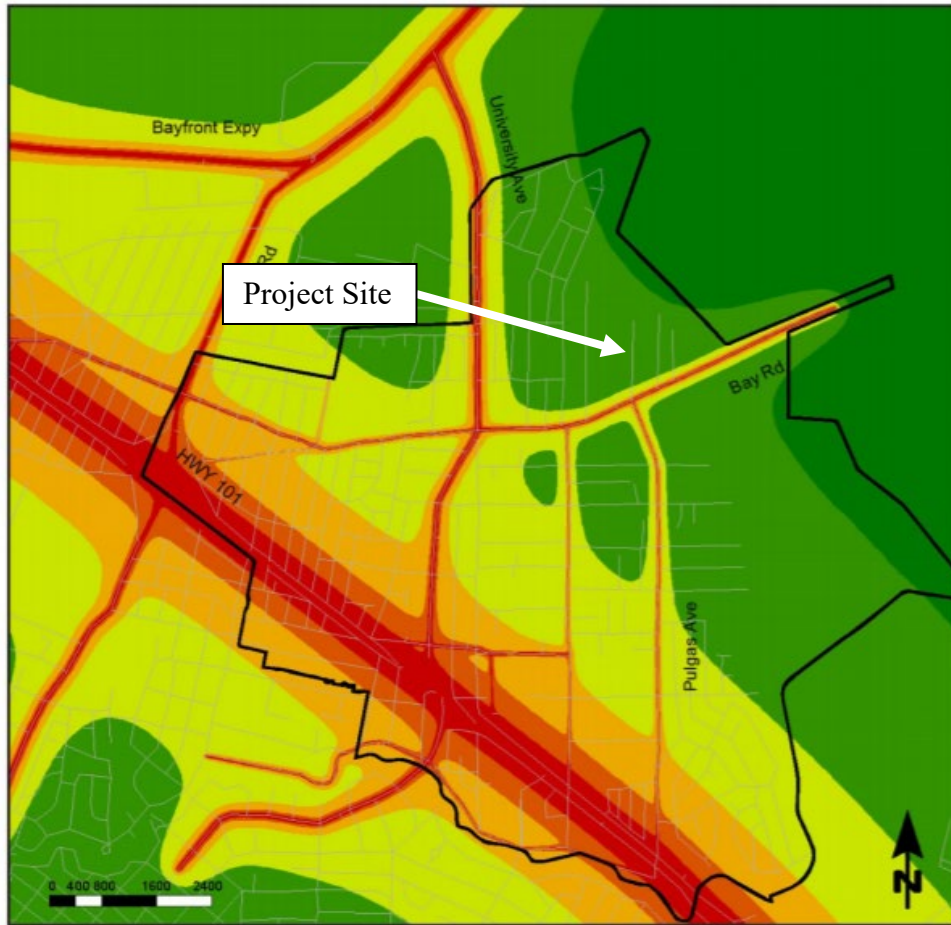 Bayfront Expy
University Ave
Rd
Project Site
Bay Rd
HWY 101
Pulgas Ave
0 400 800 1600 2400
N